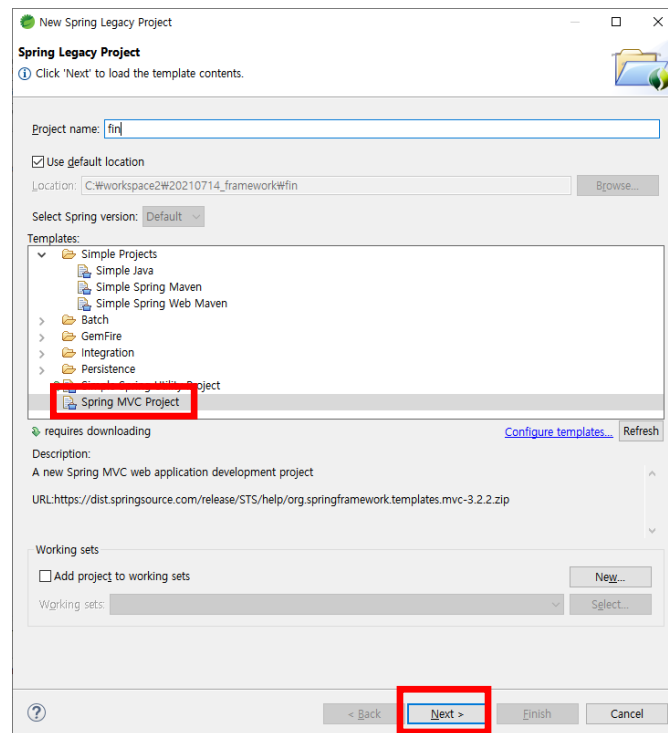 New Spring Legacy Project
Spring Legacy Project
Click 'Next' to load the template contents.
Project name: fin
Use default location
Location: C:₩workspace2₩20210714_framework₩fin Browse...
Select Spring version: Default
Templates:
Simple Projects
Simple Java
Simple Spring Maven
Simple Spring Web Maven
Batch
GemFire
Integration
Persistence
Simple Spring Utility Project
Spring MVC Project
requires downloading Configure templates... Refresh
Description:
A new Spring MVC web application development project
URL:https://dist.springsource.com/release/STS/help/org.springframework.templates.mvc-3.2.2.zip
Working sets
Add project to working sets New...
Working sets: Select...
? < Back Next > Finish Cancel